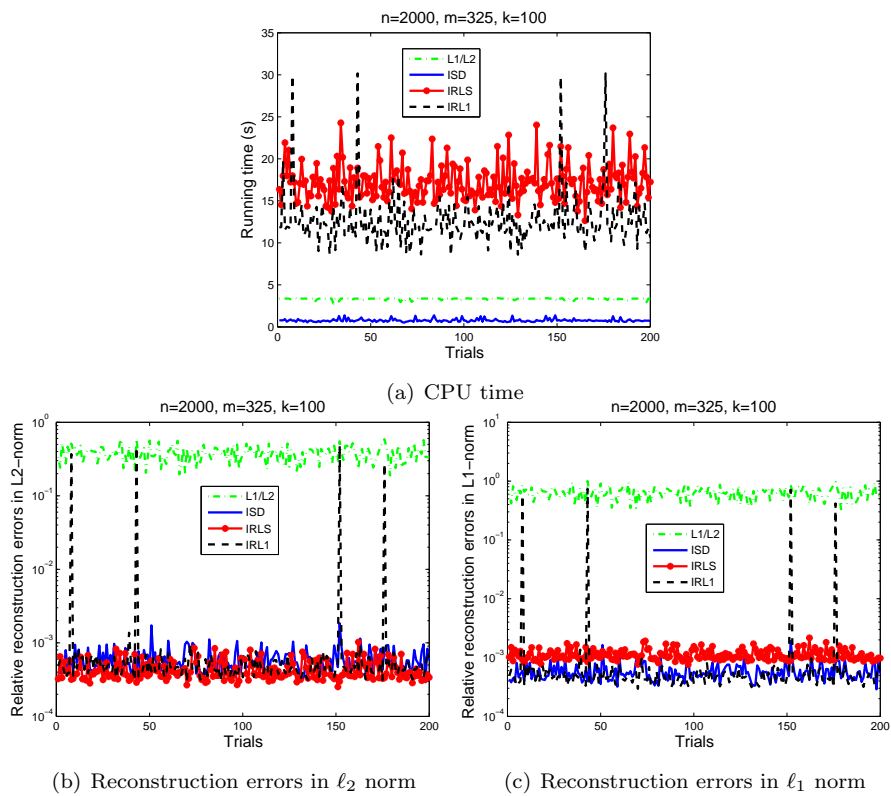 n=2000, m=325, k=100
35
30
25
20
15
10
5
0
Running time (s)
L1/L2
ISD
IRLS
IRL1
0 50 100 150 200
Trials
(a) CPU time
n=2000, m=325, k=100
10^0
10^−1
10^−2
10^−3
10^−4
Relative reconstruction errors in L2−norm
L1/L2
ISD
IRLS
IRL1
0 50 100 150 200
Trials
(b) Reconstruction errors in ℓ2 norm
n=2000, m=325, k=100
10^1
10^0
10^−1
10^−2
10^−3
10^−4
Relative reconstruction errors in L1−norm
L1/L2
ISD
IRLS
IRL1
0 50 100 150 200
Trials
(c) Reconstruction errors in ℓ1 norm